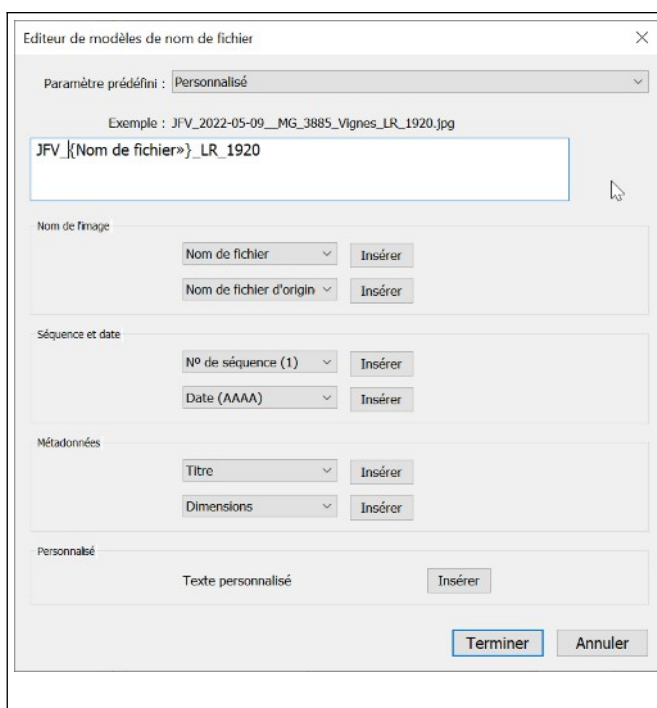 Editeur de modèles de nom de fichier
Paramètre prédéfini : Personnalisé
Exemple : JFV_2022-05-09__MG_3885_Vignes_LR_1920.jpg
JFV_{Nom de fichier»}_LR_1920
Nom de l'image
Nom de fichier Insérer
Nom de fichier d'origin Insérer
Séquence et date
Nº de séquence (1) Insérer
Date (AAAA) Insérer
Métadonnées
Titre Insérer
Dimensions Insérer
Personnalisé
Texte personnalisé Insérer
Terminer Annuler